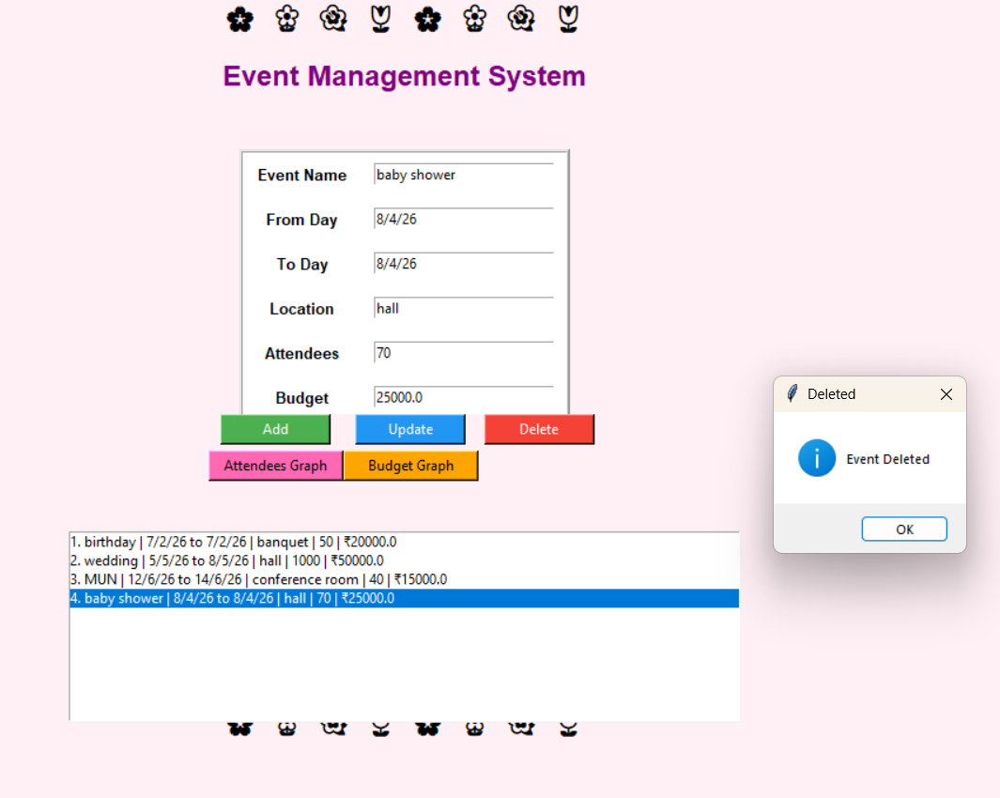 Event Management System
Event Name baby shower
From Day 8/4/26
To Day 8/4/26
Location hall
Attendees 70
Budget 25000.0
Add Update Delete
Attendees Graph Budget Graph
Deleted
Event Deleted
OK
1. birthday | 7/2/26 to 7/2/26 | banquet | 50 | ₹20000.0
2. wedding | 5/5/26 to 8/5/26 | hall | 1000 | ₹50000.0
3. MUN | 12/6/26 to 14/6/26 | conference room | 40 | ₹15000.0
4. baby shower | 8/4/26 to 8/4/26 | hall | 70 | ₹25000.0